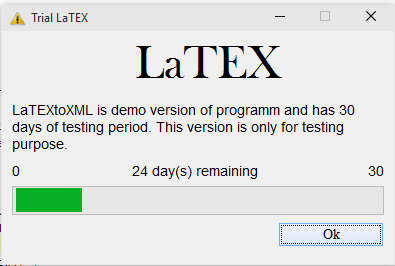 Trial LaTEX
LaTEX
LaTEXtoXML is demo version of programm and has 30
days of testing period. This version is only for testing
purpose.
0 24 day(s) remaining 30
Ok